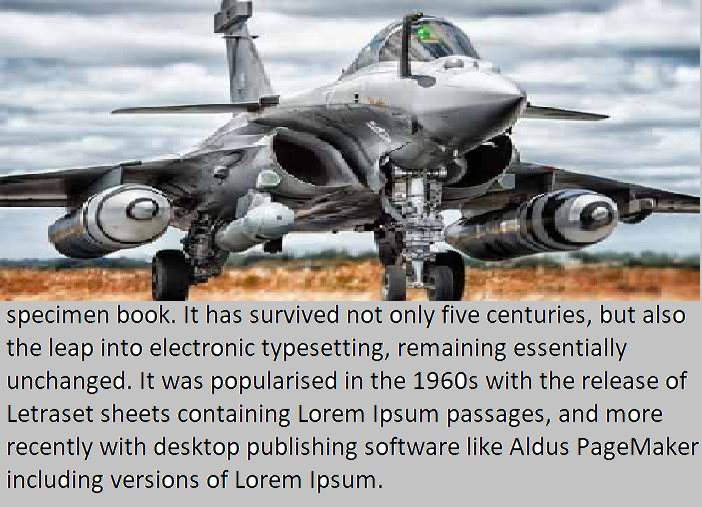 specimen book. It has survived not only five centuries, but also
the leap into electronic typesetting, remaining essentially
unchanged. It was popularised in the 1960s with the release of
Letraset sheets containing Lorem Ipsum passages, and more
recently with desktop publishing software like Aldus PageMaker
including versions of Lorem Ipsum.